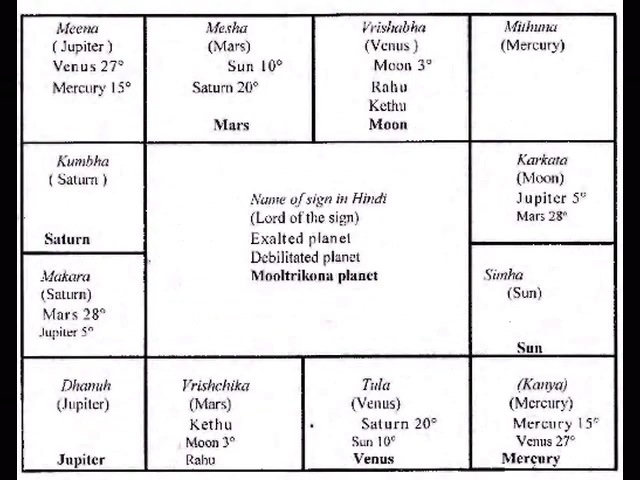 Meena
( Jupiter )
Venus 27°
Mercury 15°
Mesha
(Mars)
Sun 10°
Saturn 20°
Mars
Vrishabha
(Venus )
Moon 3°
Rahu
Kethu
Moon
Mithuna
(Mercury)
Kumbha
( Saturn )
Saturn
Name of sign in Hindi
(Lord of the sign)
Exalted planet
Debilitated planet
Mooltrikona planet
Karkata
(Moon)
Jupiter 5°
Mars 28°
Makara
(Saturn)
Mars 28°
Jupiter 5°
Simha
(Sun)
Sun
Dhanuh
(Jupiter)
Jupiter
Vrishchika
(Mars)
Kethu
Moon 3°
Rahu
Tula
(Venus)
Saturn 20°
Sun 10°
Venus
(Kanya)
(Mercury)
Mercury 15°
Venus 27°
Mercury